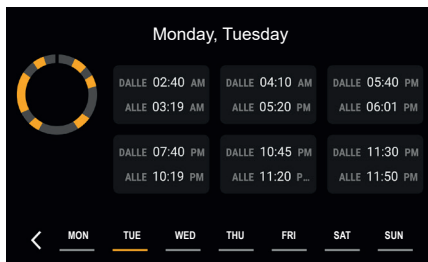 Monday, Tuesday
DALLE 02:40 AM
ALLE 03:19 AM
DALLE 04:10 AM
ALLE 05:20 PM
DALLE 05:40 PM
ALLE 06:01 PM
DALLE 07:40 PM
ALLE 10:19 PM
DALLE 10:45 PM
ALLE 11:20 P...
DALLE 11:30 PM
ALLE 11:50 PM
MON TUE WED THU FRI SAT SUN